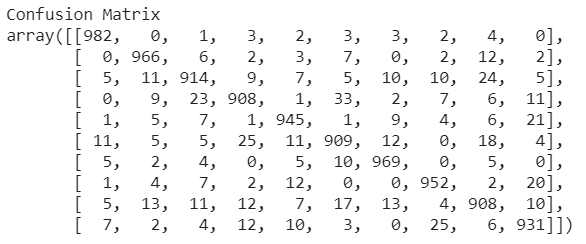 Confusion Matrix
array([[982, 0, 1, 3, 2, 3, 3, 2, 4, 0],
[ 0, 966, 6, 2, 3, 7, 0, 2, 12, 2],
[ 5, 11, 914, 9, 7, 5, 10, 10, 24, 5],
[ 0, 9, 23, 908, 1, 33, 2, 7, 6, 11],
[ 1, 5, 7, 1, 945, 1, 9, 4, 6, 21],
[ 11, 5, 5, 25, 11, 909, 12, 0, 18, 4],
[ 5, 2, 4, 0, 5, 10, 969, 0, 5, 0],
[ 1, 4, 7, 2, 12, 0, 0, 952, 2, 20],
[ 5, 13, 11, 12, 7, 17, 13, 4, 908, 10],
[ 7, 2, 4, 12, 10, 3, 0, 25, 6, 931]])